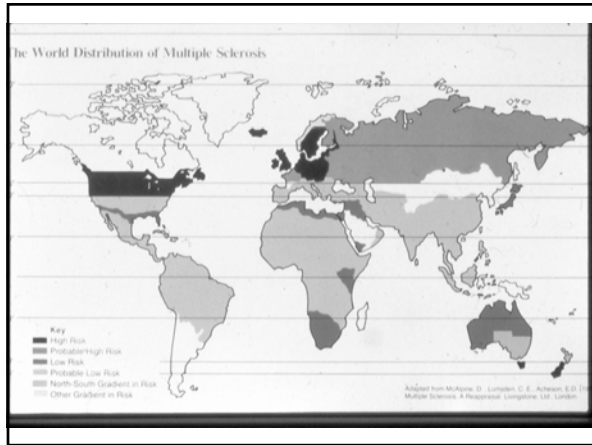 The World Distribution of Multiple Sclerosis
Key
High Risk
Probable High Risk
Low Risk
Probable Low Risk
North-South Gradient in Risk
Other Gradient in Risk
Adapted from McAlpine, D., Lumsden, C. E., Acheson, E.D.
Multiple Sclerosis, A Reappraisal, Livingstone, Ltd., London